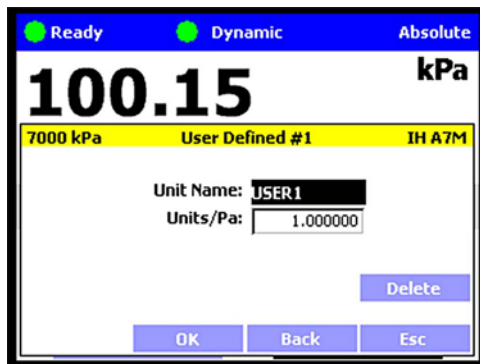 Ready Dynamic Absolute
100.15 kPa
7000 kPa User Defined #1 IH A7M
Unit Name: USER1
Units/Pa: 1.000000
Delete
OK Back Esc